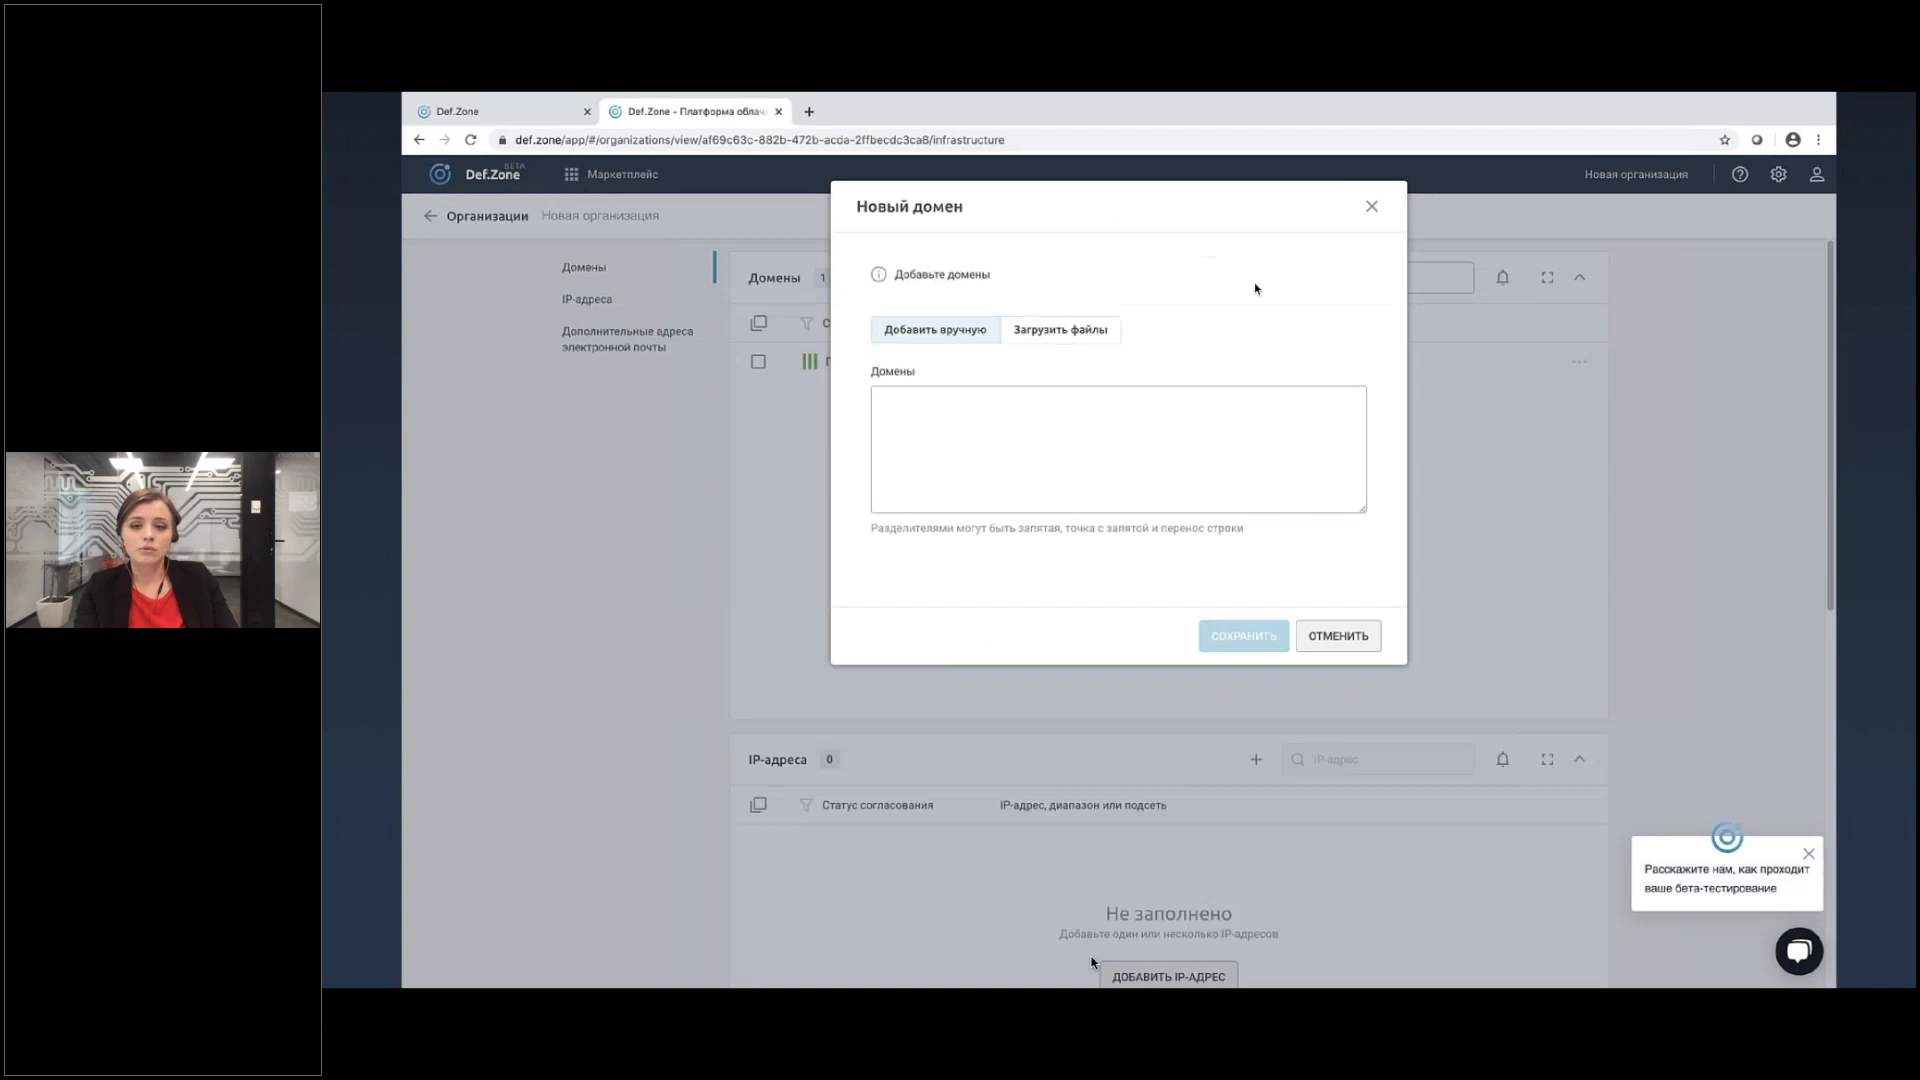 Def.Zone
Def.Zone - Платформа облач
def.zone/app/#/organizations/view/af69c63c-882b-472b-acda-2ffbecdc3ca8/infrastructure
Def.Zone BETA
Маркетплейс
Новая организация
Организации Новая организация
Домены
IP-адреса
Дополнительные адреса
электронной почты
Домены 1
Новый домен
Добавьте домены
Добавить вручную
Загрузить файлы
Домены
Разделителями могут быть запятая, точка с запятой и перенос строки
СОХРАНИТЬ
ОТМЕНИТЬ
IP-адреса 0
IP-адрес
Статус согласования
IP-адрес, диапазон или подсеть
Не заполнено
Добавьте один или несколько IP-адресов
ДОБАВИТЬ IP-АДРЕС
Расскажите нам, как проходит
ваше бета-тестирование